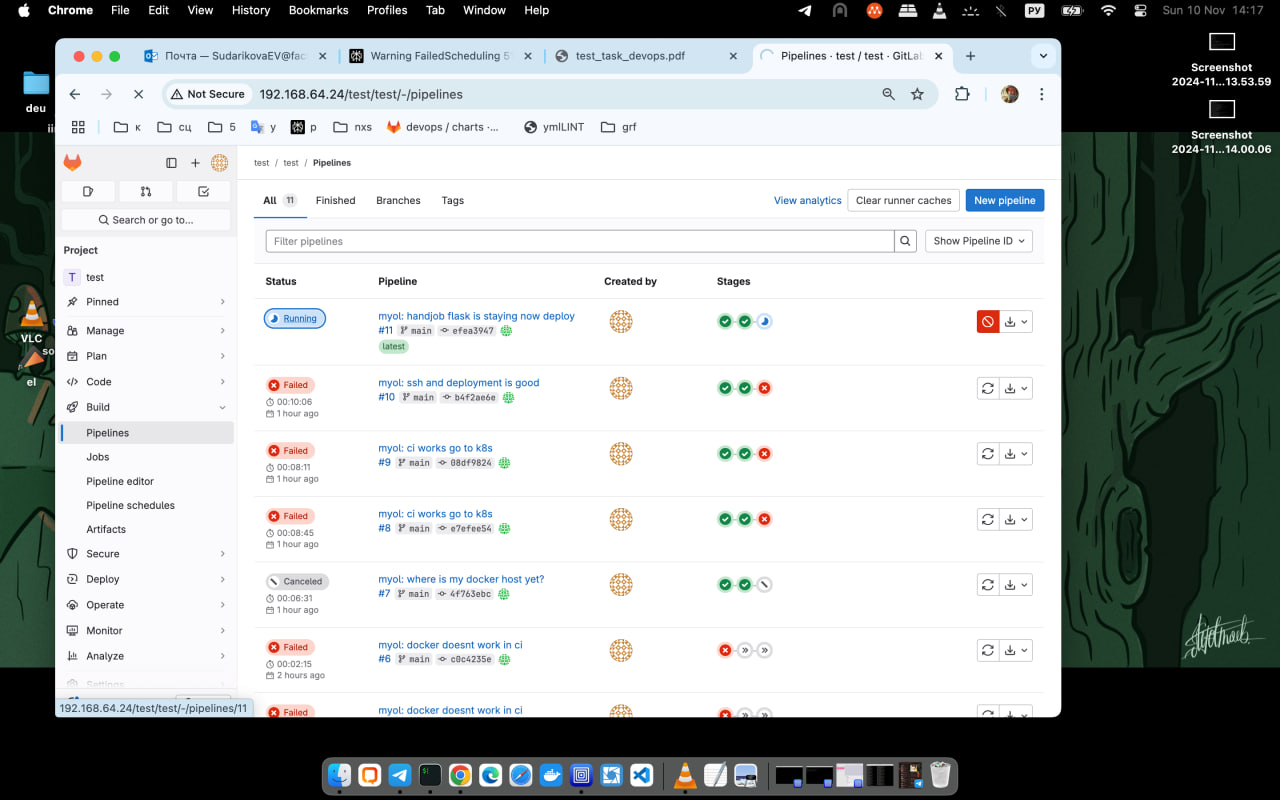 Chrome File Edit View History Bookmarks Profiles Tab Window Help РУ Sun 10 Nov 14:17
Почта — SudarikovaEV@fac
Warning FailedScheduling 5
test_task_devops.pdf
Pipelines · test / test · GitLa
Not Secure 192.168.64.24/test/test/-/pipelines
к сц 5 y p nxs devops / charts ·... ymlLINT grf
Screenshot
2024-11...13.53.59
Screenshot
2024-11...14.00.06
deu
VLC
el
Search or go to...
Project
T test
Pinned
Manage
Plan
Code
Build
Pipelines
Jobs
Pipeline editor
Pipeline schedules
Artifacts
Secure
Deploy
Operate
Monitor
Analyze
Settings
192.168.64.24/test/test/-/pipelines/11
test / test / Pipelines
All 11 Finished Branches Tags View analytics Clear runner caches New pipeline
Filter pipelines Show Pipeline ID
Status Pipeline Created by Stages
Running myol: handjob flask is staying now deploy
#11 main efea3947
latest
Failed myol: ssh and deployment is good
00:10:06 #10 main b4f2ae6e
1 hour ago
Failed myol: ci works go to k8s
00:08:11 #9 main 08df9824
1 hour ago
Failed myol: ci works go to k8s
00:08:45 #8 main e7efee54
1 hour ago
Canceled myol: where is my docker host yet?
00:06:31 #7 main 4f763ebc
1 hour ago
Failed myol: docker doesnt work in ci
00:02:15 #6 main c0c4235e
2 hours ago
Failed myol: docker doesnt work in ci